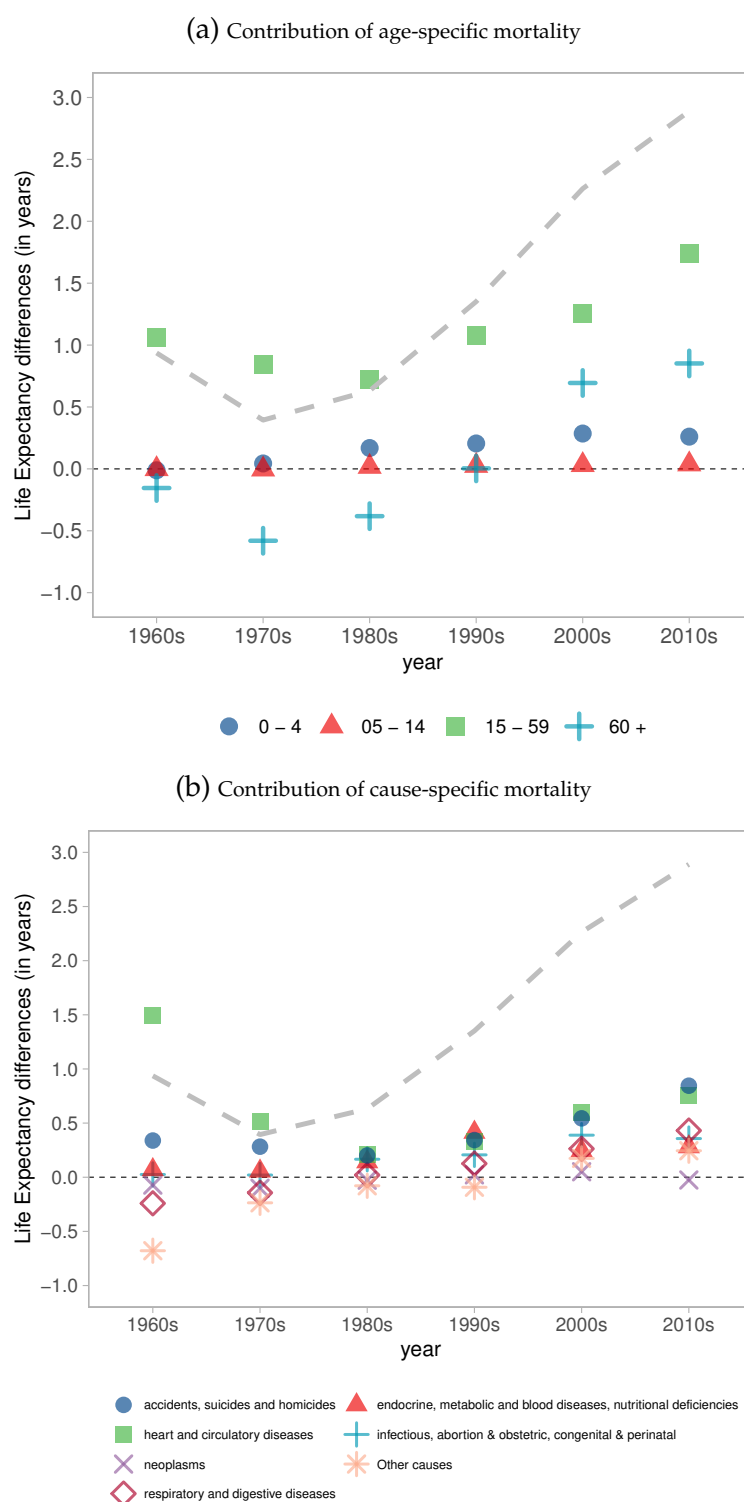 (a) Contribution of age-specific mortality
Life Expectancy differences (in years)
3.0
2.5
2.0
1.5
1.0
0.5
0.0
−0.5
−1.0
1960s 1970s 1980s 1990s 2000s 2010s
year
0 – 4 05 – 14 15 – 59 60 +
(b) Contribution of cause-specific mortality
Life Expectancy differences (in years)
3.0
2.5
2.0
1.5
1.0
0.5
0.0
−0.5
−1.0
1960s 1970s 1980s 1990s 2000s 2010s
year
accidents, suicides and homicides endocrine, metabolic and blood diseases, nutritional deficiencies
heart and circulatory diseases infectious, abortion & obstetric, congenital & perinatal
neoplasms Other causes
respiratory and digestive diseases